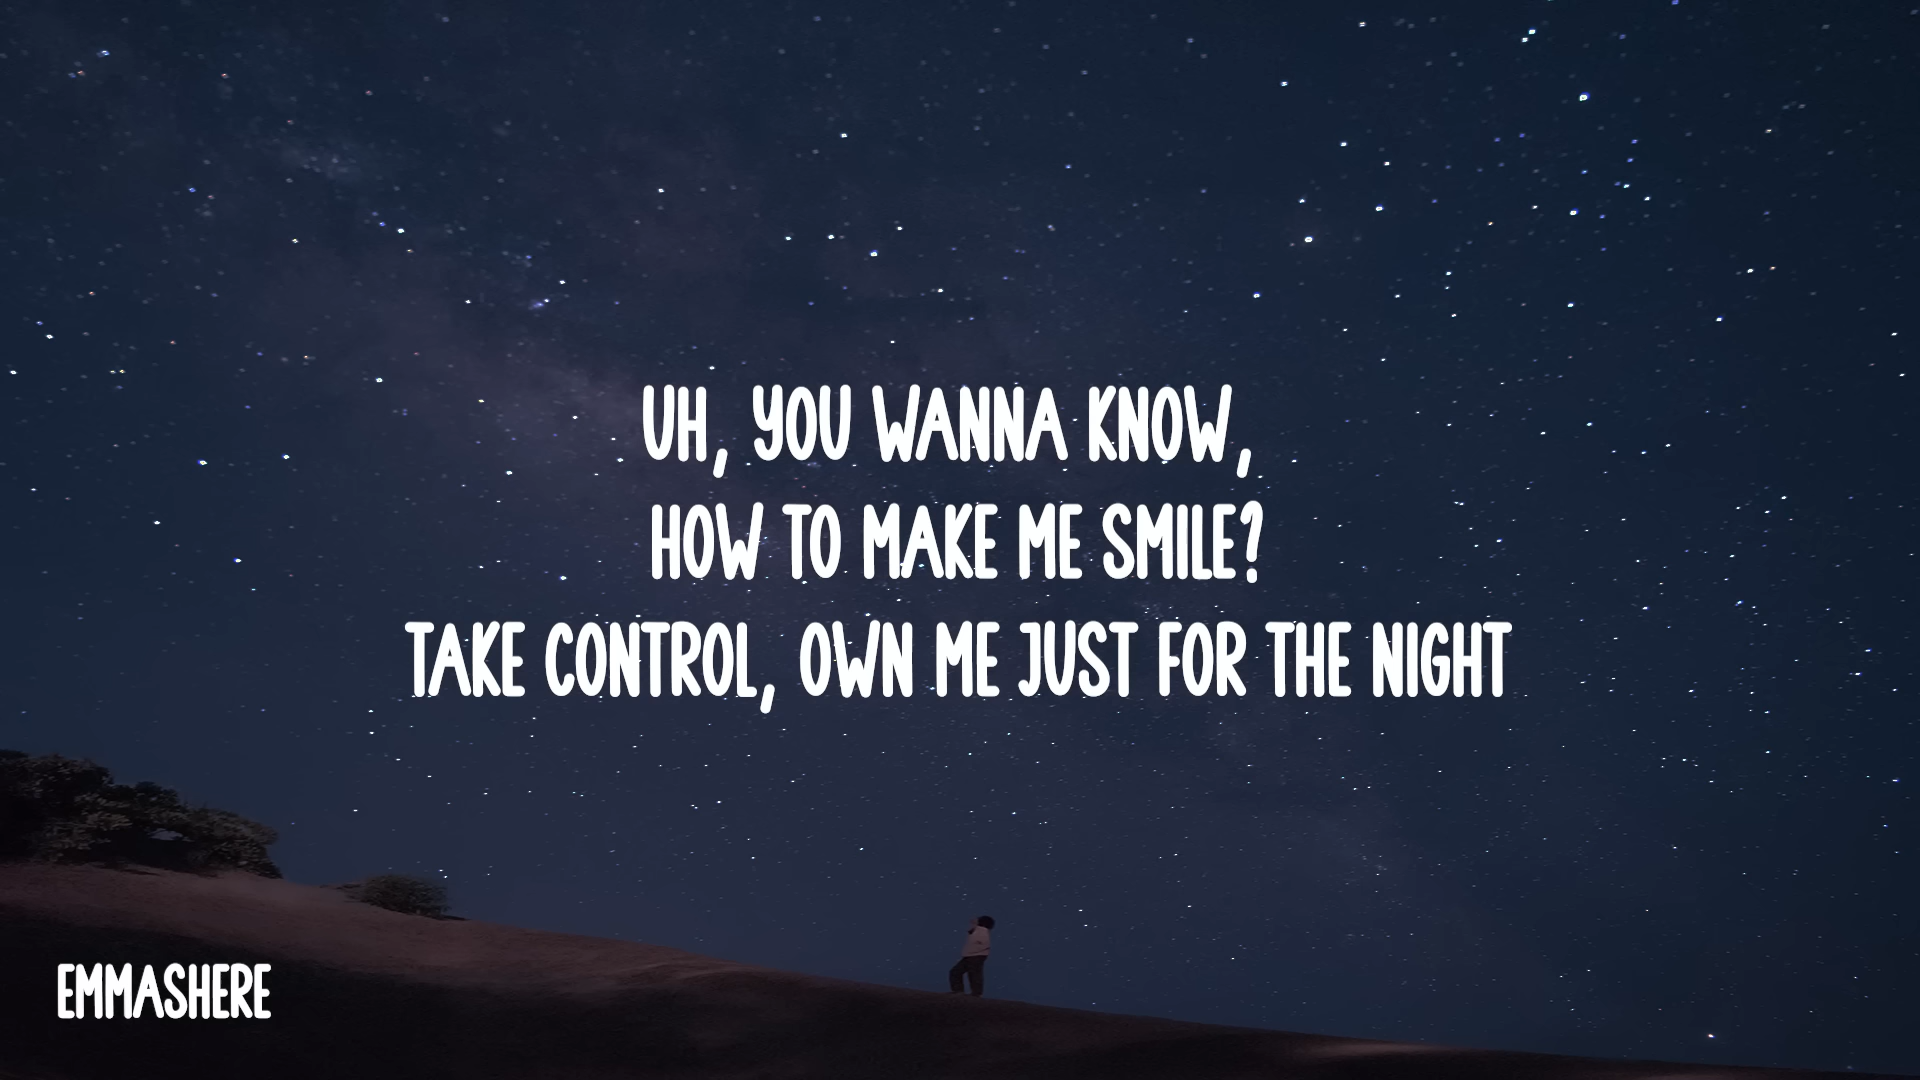 UH, YOU WANNA KNOW,
HOW TO MAKE ME SMILE?
TAKE CONTROL, OWN ME JUST FOR THE NIGHT
EMMASHERE